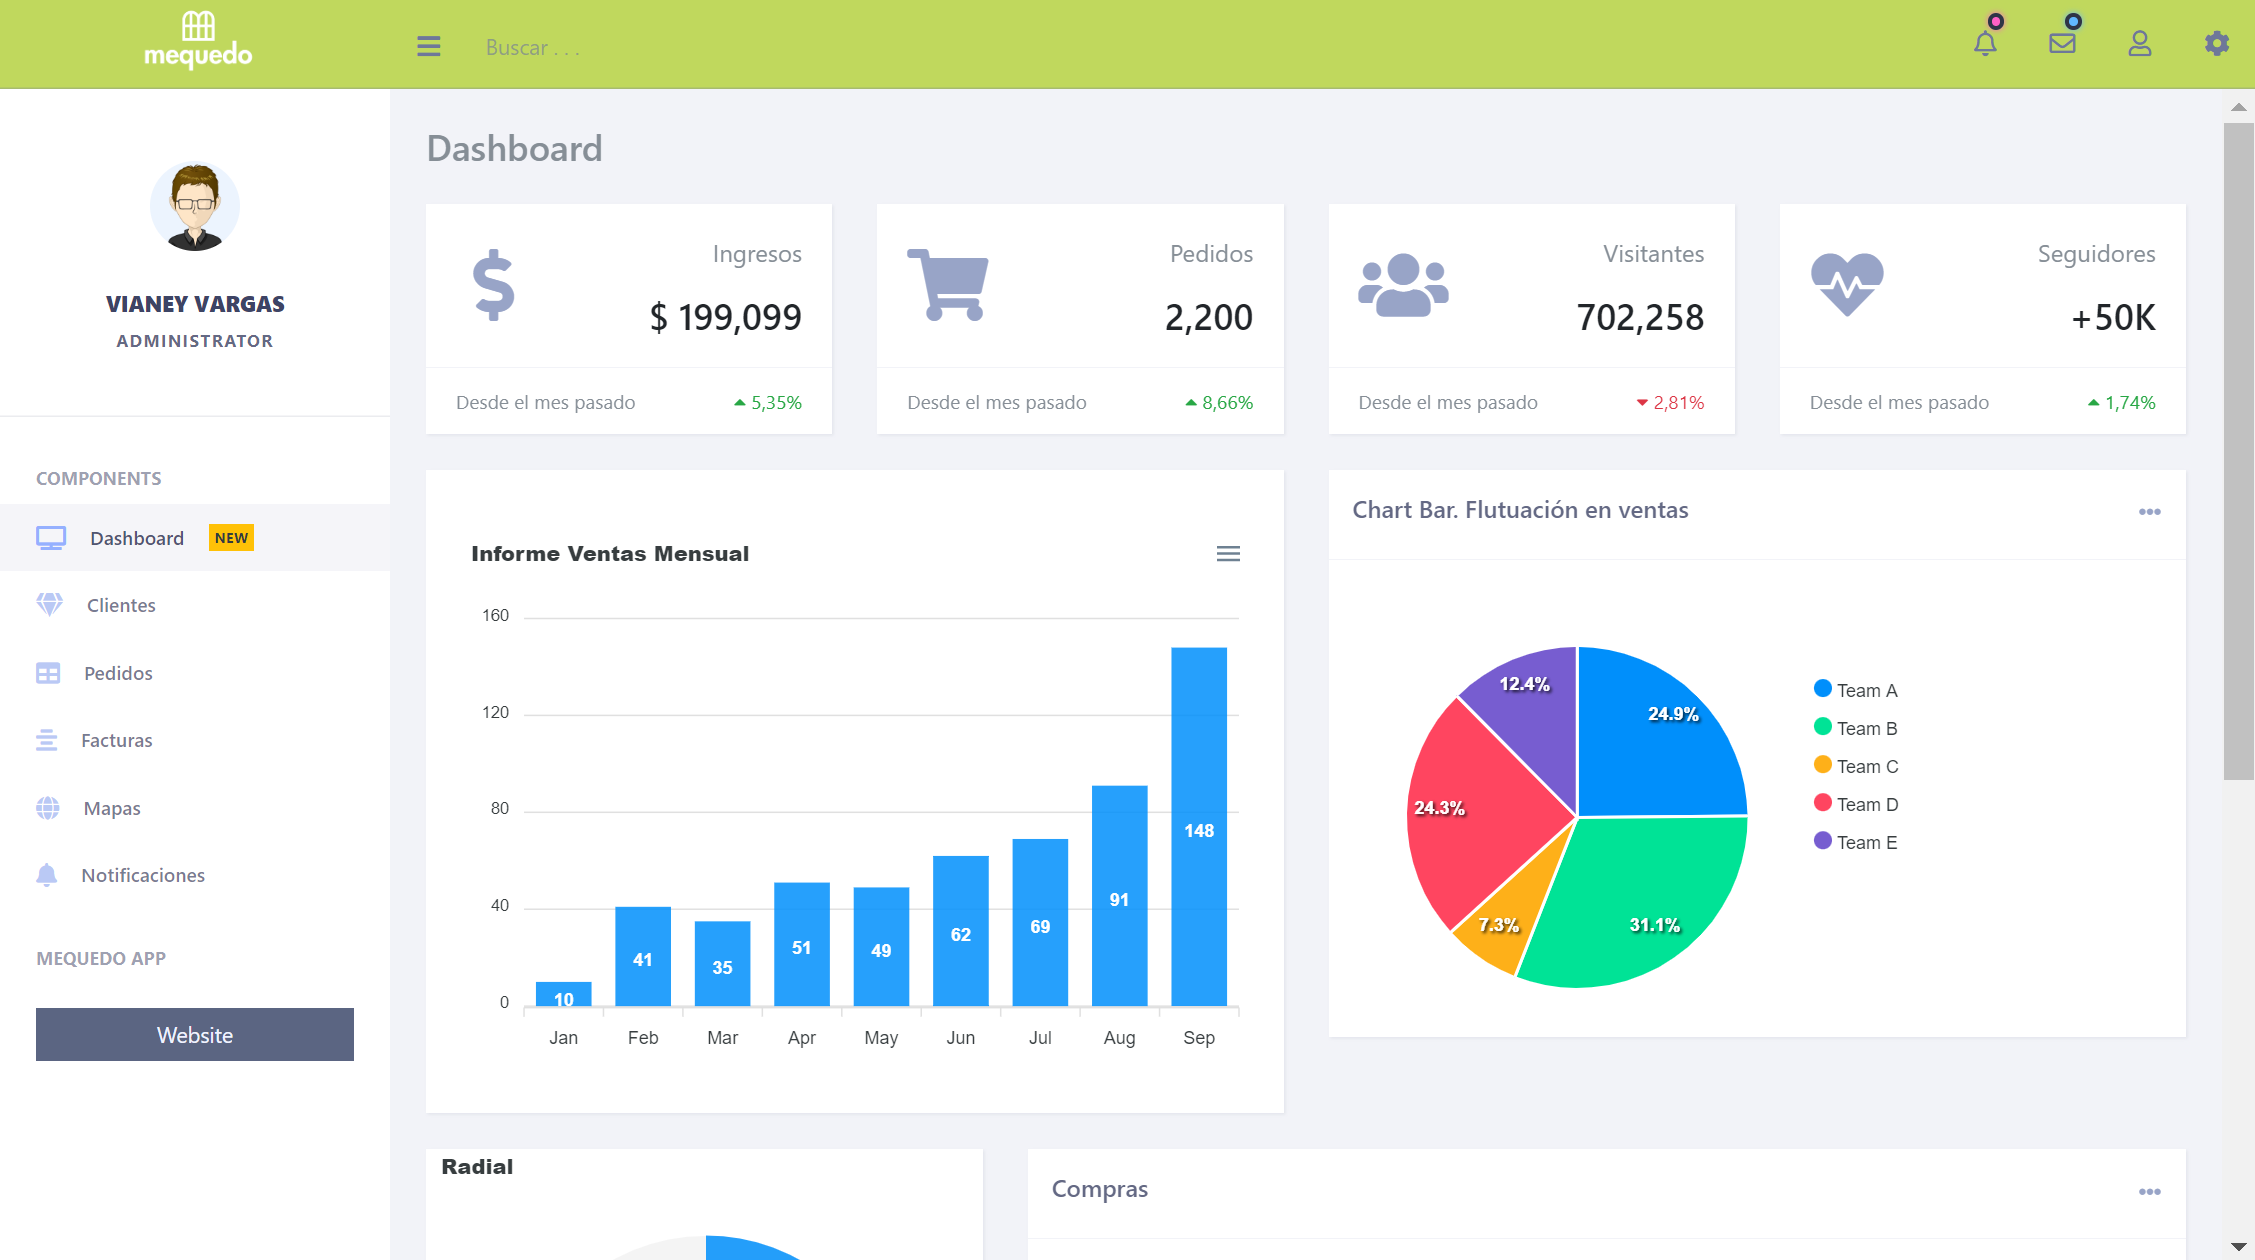 mequedo
Buscar . . .
VIANEY VARGAS
ADMINISTRATOR
COMPONENTS
Dashboard NEW
Clientes
Pedidos
Facturas
Mapas
Notificaciones
MEQUEDO APP
Website
Dashboard
Ingresos
$ 199,099
Desde el mes pasado 5,35%
Pedidos
2,200
Desde el mes pasado 8,66%
Visitantes
702,258
Desde el mes pasado 2,81%
Seguidores
+50K
Desde el mes pasado 1,74%
Informe Ventas Mensual
160
120
80
40
0
10
41
35
51
49
62
69
91
148
Jan Feb Mar Apr May Jun Jul Aug Sep
Chart Bar. Flutuación en ventas
12.4%
24.9%
24.3%
7.3%
31.1%
Team A
Team B
Team C
Team D
Team E
Radial
Compras